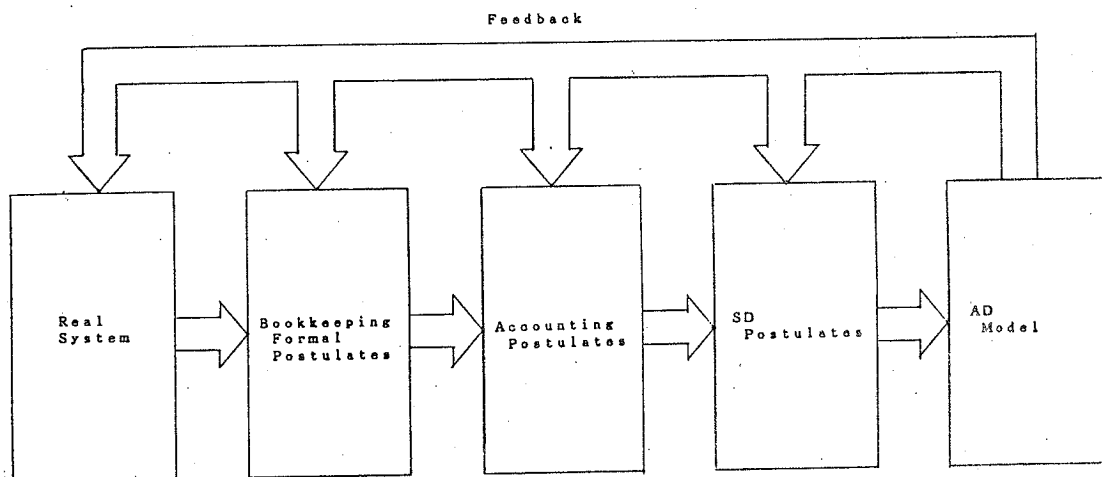 Feedback
Real
System
Bookkeeping
Formal
Postulates
Accounting
Postulates
SD
Postulates
AD
Model